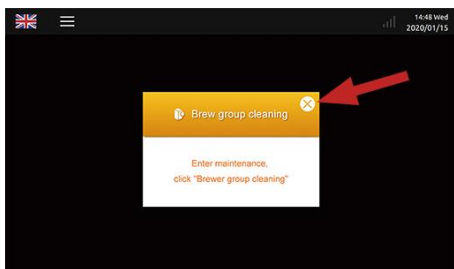 14:48 Wed
2020/01/15
Brew group cleaning
Enter maintenance,
click "Brewer group cleaning"